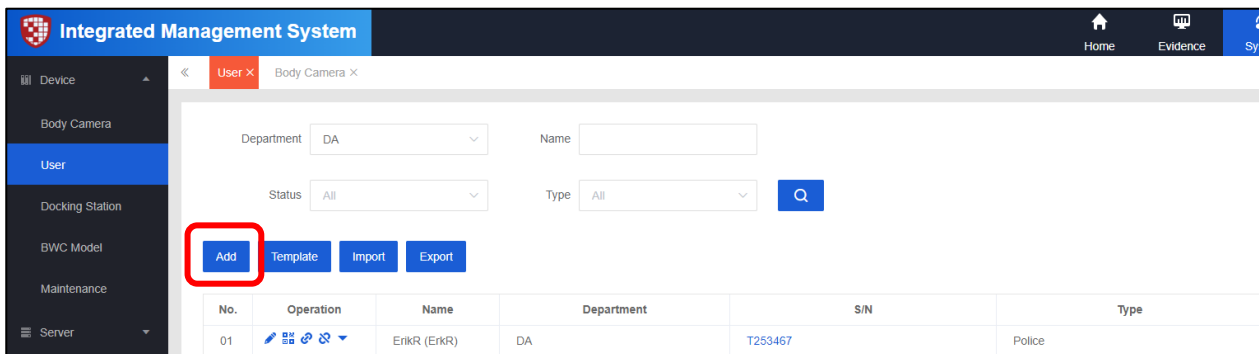 Integrated Management System
Home Evidence
Device
User × Body Camera ×
Body Camera
Department DA Name
User
Status All Type All
Docking Station
BWC Model
Add Template Import Export
Maintenance
No. Operation Name Department S/N Type
Server
01 ErikR (ErkR) DA T253467 Police